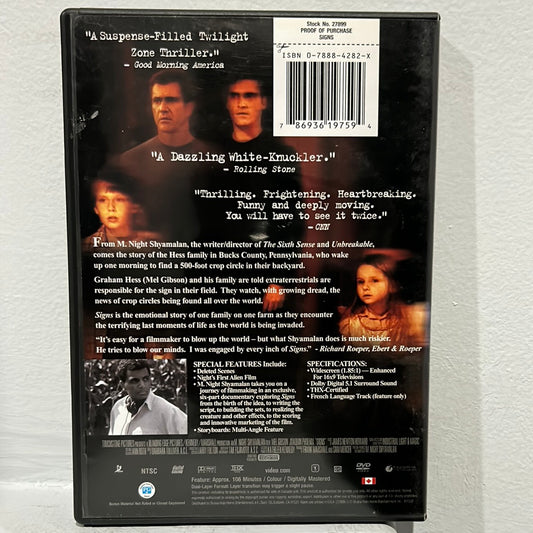 "A Suspense-Filled Twilight
Zone Thriller."
– Good Morning America
Stock No. 27899
PROOF OF PURCHASE
SIGNS
ISBN 0-7888-4282-X
7 86936 19759 4
"A Dazzling White-Knuckler."
– Rolling Stone
"Thrilling. Frightening. Heartbreaking.
Funny and deeply moving.
You will have to see it twice."
– CNN
From M. Night Shyamalan, the writer/director of The Sixth Sense and Unbreakable,
comes the story of the Hess family in Bucks County, Pennsylvania, who wake
up one morning to find a 500-foot crop circle in their backyard.
Graham Hess (Mel Gibson) and his family are told extraterrestrials are
responsible for the sign in their field. They watch, with growing dread, the
news of crop circles being found all over the world.
Signs is the emotional story of one family on one farm as they encounter
the terrifying last moments of life as the world is being invaded.
"It's easy for a filmmaker to blow up the world – but what Shyamalan does is much riskier.
He tries to blow our minds. I was engaged by every inch of Signs." - Richard Roeper, Ebert & Roeper
SPECIAL FEATURES Include:
• Deleted Scenes
• Night's First Alien Film
• M. Night Shyamalan takes you on a
journey of filmmaking in an exclusive,
six-part documentary exploring Signs
from the birth of the idea, to writing the
script, to building the sets, to realizing the
creature and other effects, to the scoring
and innovative marketing of the film.
• Storyboards: Multi-Angle Feature
SPECIFICATIONS:
• Widescreen (1.85:1) — Enhanced
For 16x9 Televisions
• Dolby Digital 5.1 Surround Sound
• THX-Certified
• French Language Track (feature only)
NTSC
video.com
DVD
Feature: Approx. 106 Minutes / Colour / Digitally Mastered
Dual-Layer Format: Layer transition may trigger a slight pause.